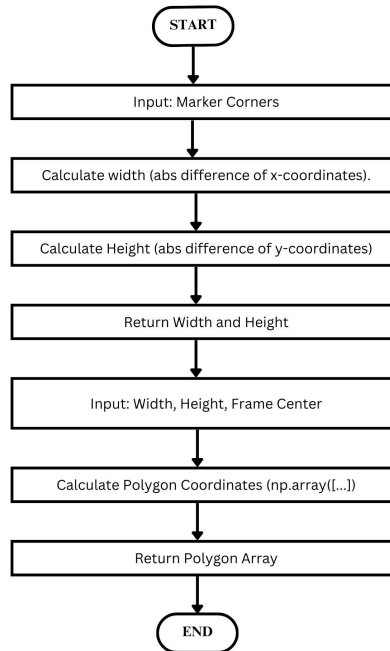 START
Input: Marker Corners
Calculate width (abs difference of x-coordinates).
Calculate Height (abs difference of y-coordinates)
Return Width and Height
Input: Width, Height, Frame Center
Calculate Polygon Coordinates (np.array([...])
Return Polygon Array
END